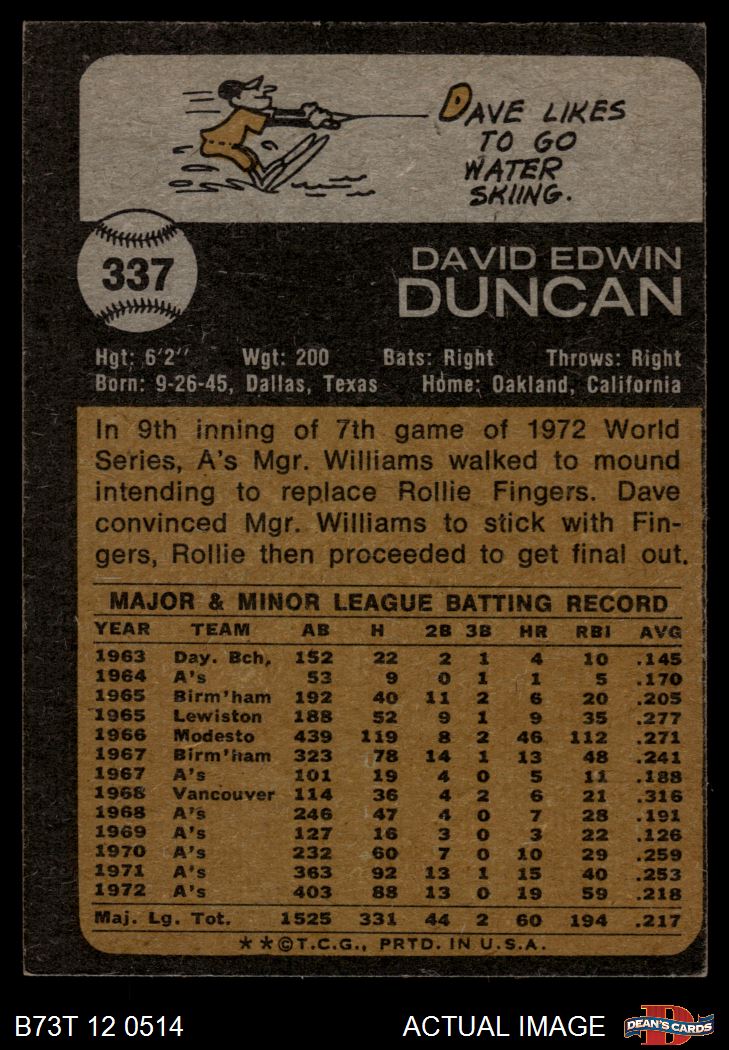 DAVE LIKES
TO GO
WATER
SKIING.
337
DAVID EDWIN
DUNCAN
Hgt: 6'2" Wgt: 200 Bats: Right Throws: Right
Born: 9-26-45, Dallas, Texas Home: Oakland, California
In 9th inning of 7th game of 1972 World
Series, A's Mgr. Williams walked to mound
intending to replace Rollie Fingers. Dave
convinced Mgr. Williams to stick with Fin-
gers, Rollie then proceeded to get final out.
MAJOR & MINOR LEAGUE BATTING RECORD
YEAR TEAM AB H 2B 3B HR RBI AVG
1963 Day. Bch, 152 22 2 1 4 10 .145
1964 A's 53 9 0 1 1 5 .170
1965 Birm'ham 192 40 11 2 6 20 .205
1965 Lewiston 188 52 9 1 9 35 .277
1966 Modesto 439 119 8 2 46 112 .271
1967 Birm'ham 323 78 14 1 13 48 .241
1967 A's 101 19 4 0 5 11 .188
1968 Vancouver 114 36 4 2 6 21 .316
1968 A's 246 47 4 0 7 28 .191
1969 A's 127 16 3 0 3 22 .126
1970 A's 232 60 7 0 10 29 .259
1971 A's 363 92 13 1 15 40 .253
1972 A's 403 88 13 0 19 59 .218
Maj. Lg. Tot. 1525 331 44 2 60 194 .217
**©T.C.G., PRTD. IN U.S.A.
B73T 12 0514 ACTUAL IMAGE D DEAN'S CARDS